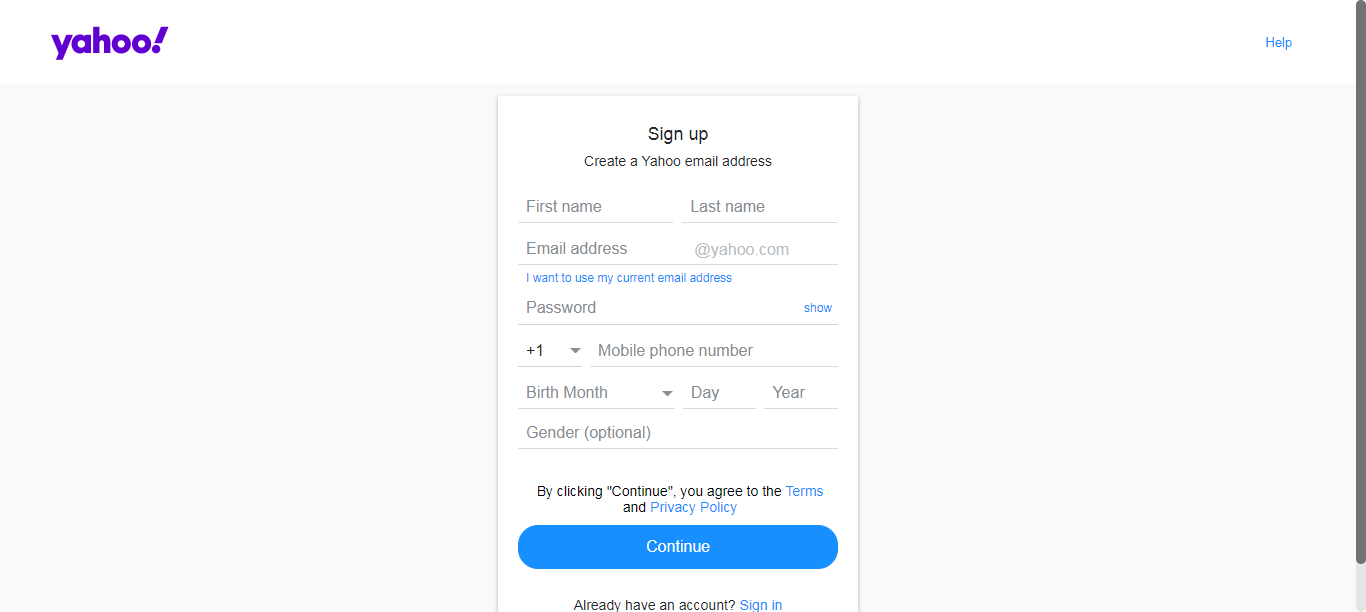 yahoo!
Help
Sign up
Create a Yahoo email address
First name Last name
Email address @yahoo.com
I want to use my current email address
Password show
+1 Mobile phone number
Birth Month Day Year
Gender (optional)
By clicking "Continue", you agree to the Terms
and Privacy Policy
Continue
Already have an account? Sign in